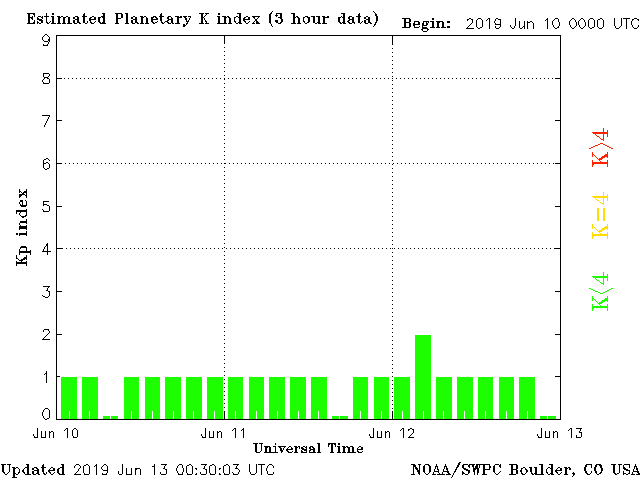 Estimated Planetary K index (3 hour data)
Begin: 2019 Jun 10 0000 UTC
9
8
7
6
5
4
3
2
1
0
Kp index
K>4
K=4
K<4
Jun 10
Jun 11
Jun 12
Jun 13
Universal Time
Updated 2019 Jun 13 00:30:03 UTC
NOAA/SWPC Boulder, CO USA